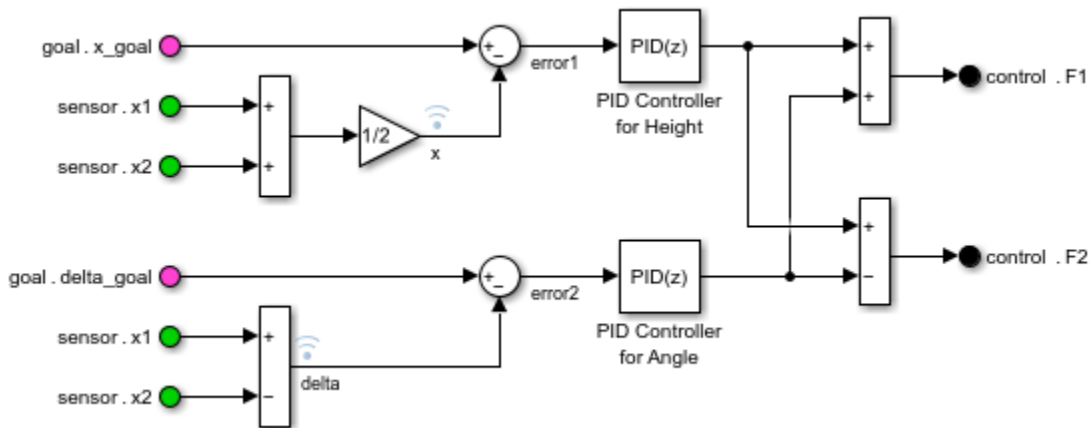 goal . x_goal
+
−
error1
PID(z)
PID Controller
for Height
+
+
control . F1
sensor . x1
+
sensor . x2
+
1/2
x
goal . delta_goal
+
−
error2
PID(z)
PID Controller
for Angle
+
−
control . F2
sensor . x1
+
sensor . x2
−
delta